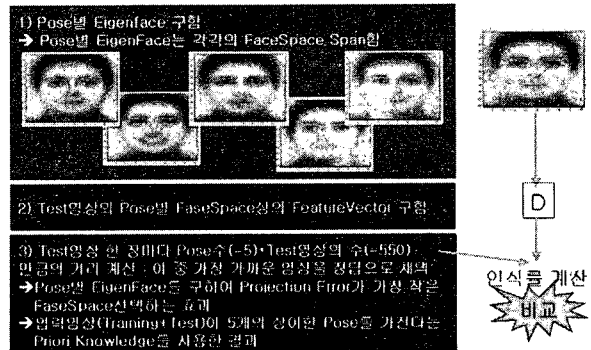 1) Pose별 Eigenface 구함
→ Pose별 EigenFace는 각각의 FaceSpace Span함
2) Test영상의 Pose별 FaseSpace상의 FeatureVector 구함
3) Test영상 한 장마다 Pose수(~5)*Test영상의 수(~550)
만큼의 거리 계산 : 이 중 가장 가까운 영상을 정답으로 채택
→Pose별 EigenFace를 구하여 Projection Error가 가장 작은
FaseSpace선택하는 효과
→입력영상(Training+Test)이 5개의 상이한 Pose를 가진다는
Priori Knowledge를 사용한 결과
D
인식률 계산
비교